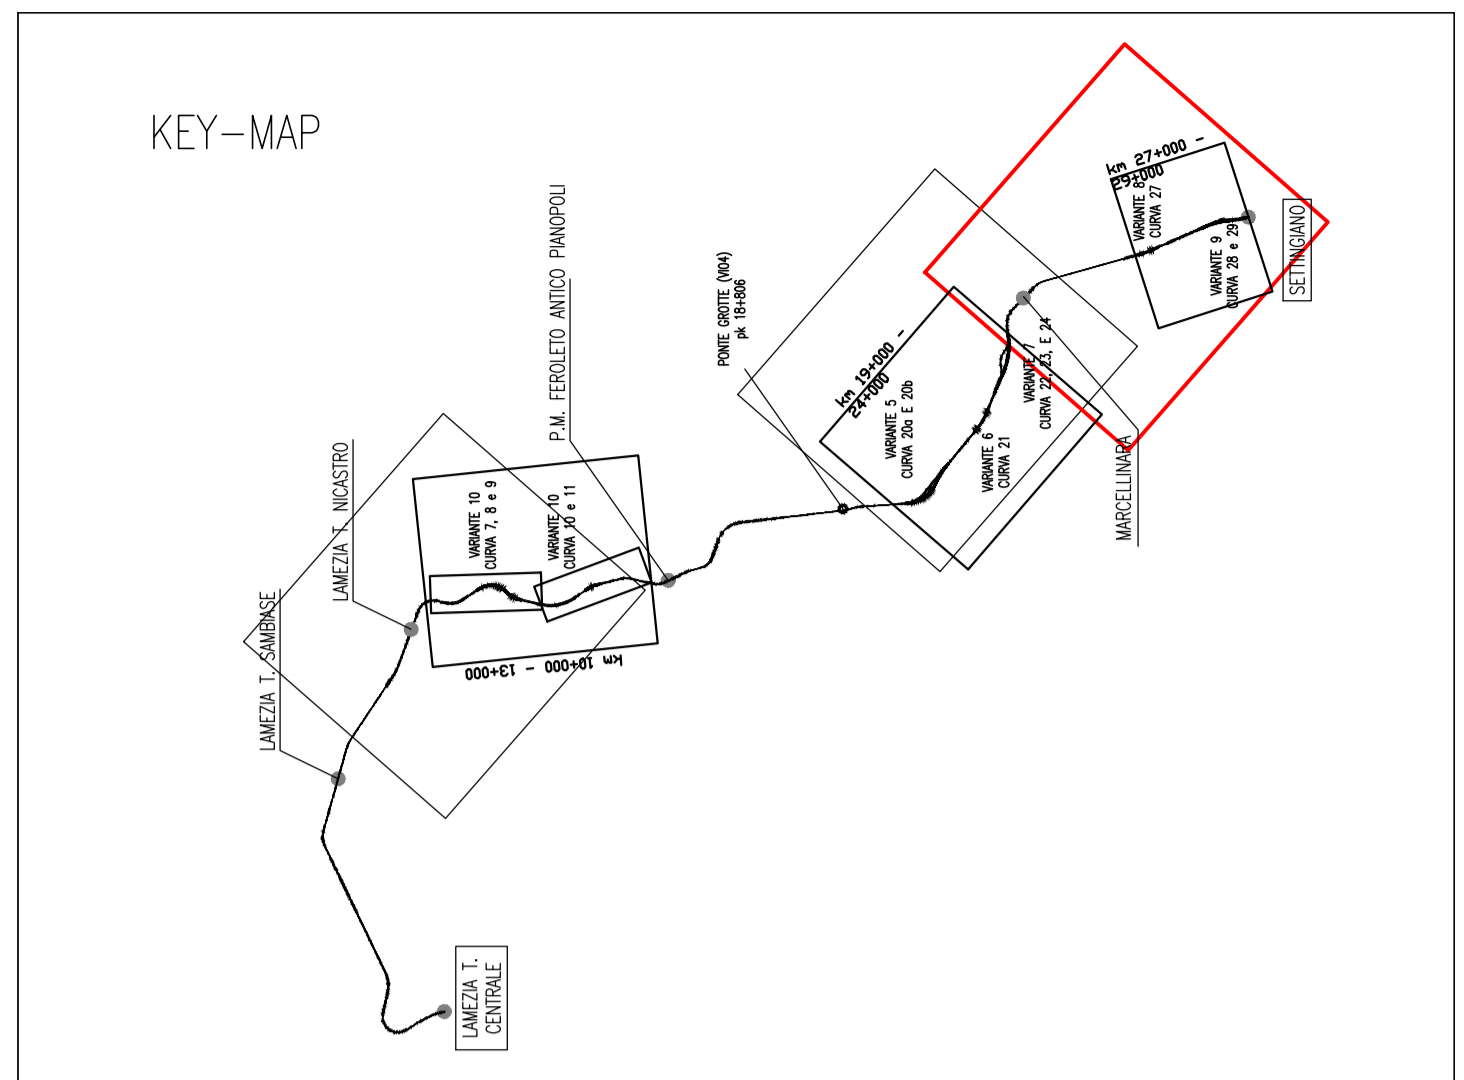 KEY-MAP
LAMEZIA T. SAMBIASE
LAMEZIA T. NICASTRO
P.M. FEROLETO ANTICO PIANOPOLI
VARIANTE 10
CURVA 7, 8 e 9
VARIANTE 10
CURVA 10 e 11
km 10+000 - 13+000
PONTE GROTTE (VI04)
pk 18+806
km 19+000 -
24+000
VARIANTE 5
CURVA 20a E 20b
VARIANTE 6
CURVA 21
VARIANTE 7
CURVA 22, 23, E 24
MARCELLINARA
km 27+000 -
29+000
VARIANTE 8
CURVA 27
VARIANTE 9
CURVA 28 e 29
SETTINGIANO
LAMEZIA T.
CENTRALE